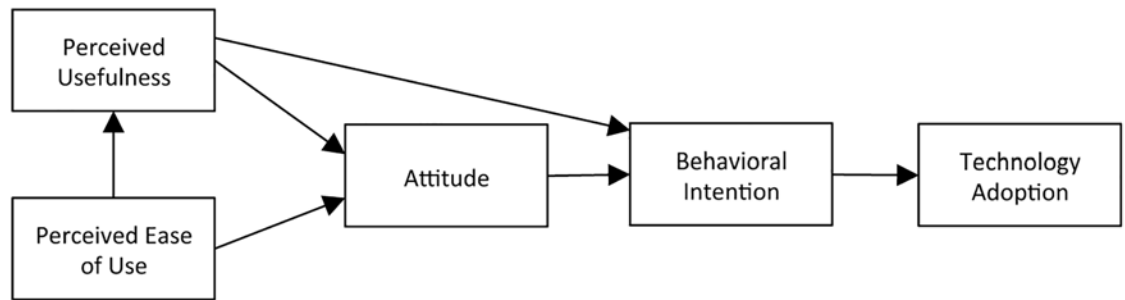 Perceived
Usefulness
Attitude
Behavioral
Intention
Technology
Adoption
Perceived Ease
of Use